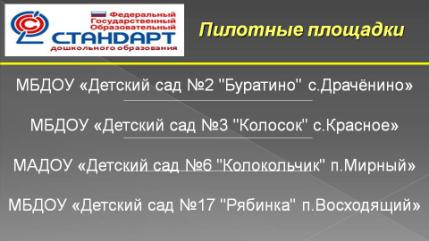 Федеральный
Государственный
Образовательный
СТАНДАРТ
дошкольного образования
Пилотные площадки
МБДОУ «Детский сад №2 "Буратино" с.Драчёнино»
МБДОУ «Детский сад №3 "Колосок" с.Красное»
МАДОУ «Детский сад №6 "Колокольчик" п.Мирный»
МБДОУ «Детский сад №17 "Рябинка" п.Восходящий»